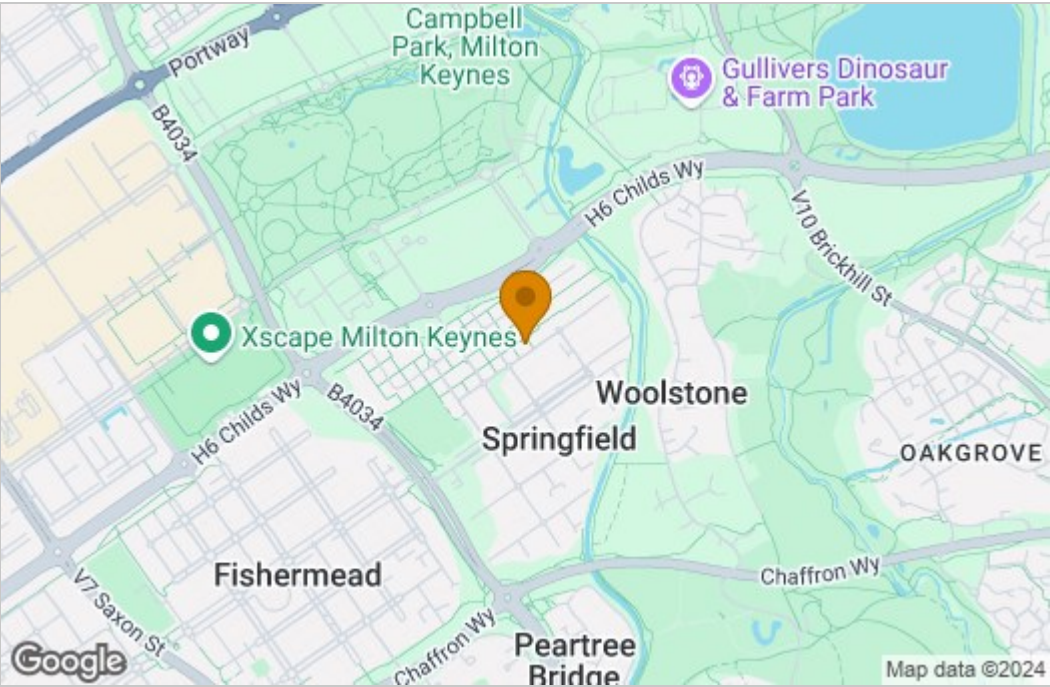 Campbell
Park, Milton
Keynes
Portway
Gullivers Dinosaur
& Farm Park
B4034
H6 Childs Wy
V10 Brickhill St
Xscape Milton Keynes
Woolstone
H6 Childs Wy
B4034
Springfield
OAKGROVE
Fishermead
Chaffron Wy
V7 Saxon St
Chaffron Wy
Peartree
Bridge
Google
Map data ©2024